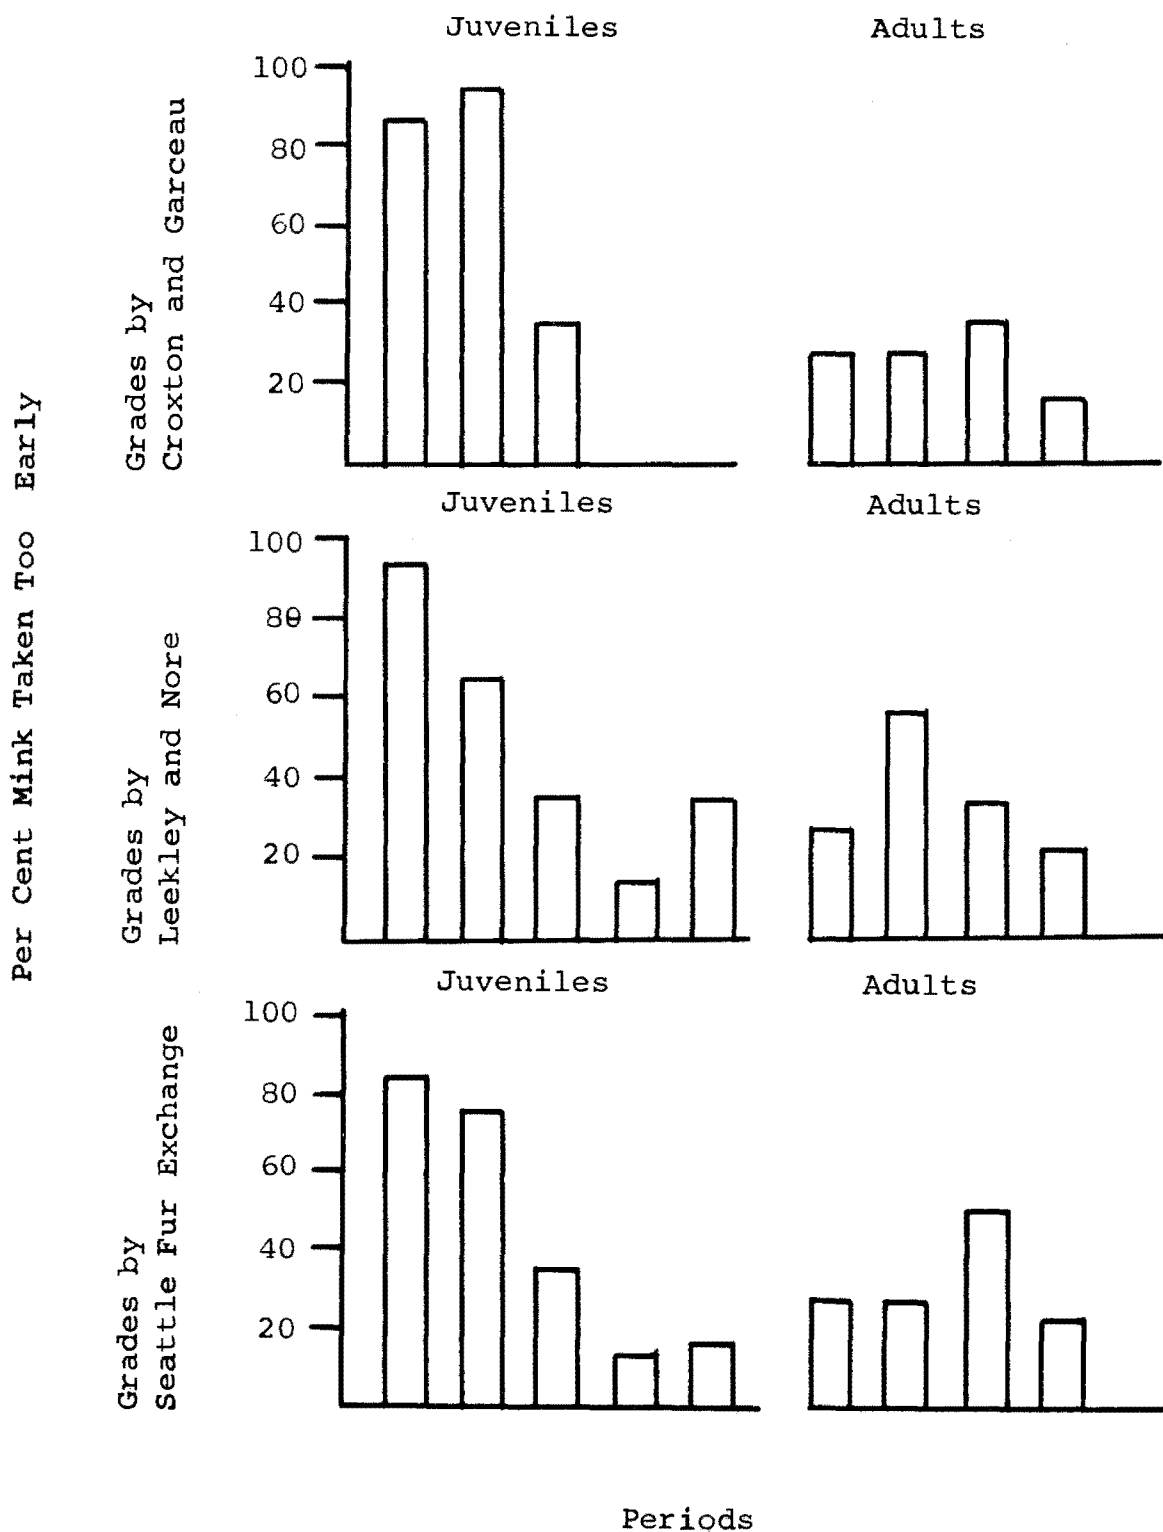 Juveniles Adults
100
80
60
40
20
Grades by
Croxton and Garceau
Per Cent Mink Taken Too Early
Juveniles Adults
100
80
60
40
20
Grades by
Leekley and Nore
Juveniles Adults
100
80
60
40
20
Grades by
Seattle Fur Exchange
Periods